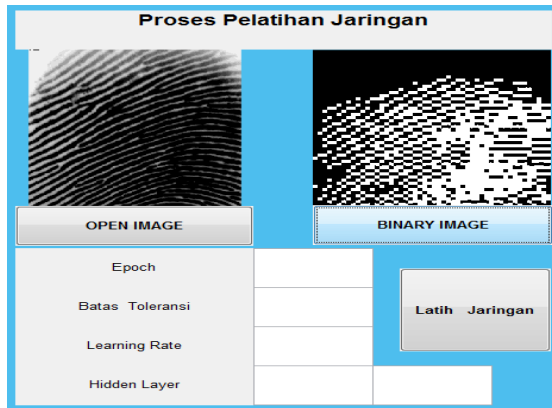 Proses Pelatihan Jaringan
OPEN IMAGE
BINARY IMAGE
Epoch
Batas Toleransi
Latih Jaringan
Learning Rate
Hidden Layer